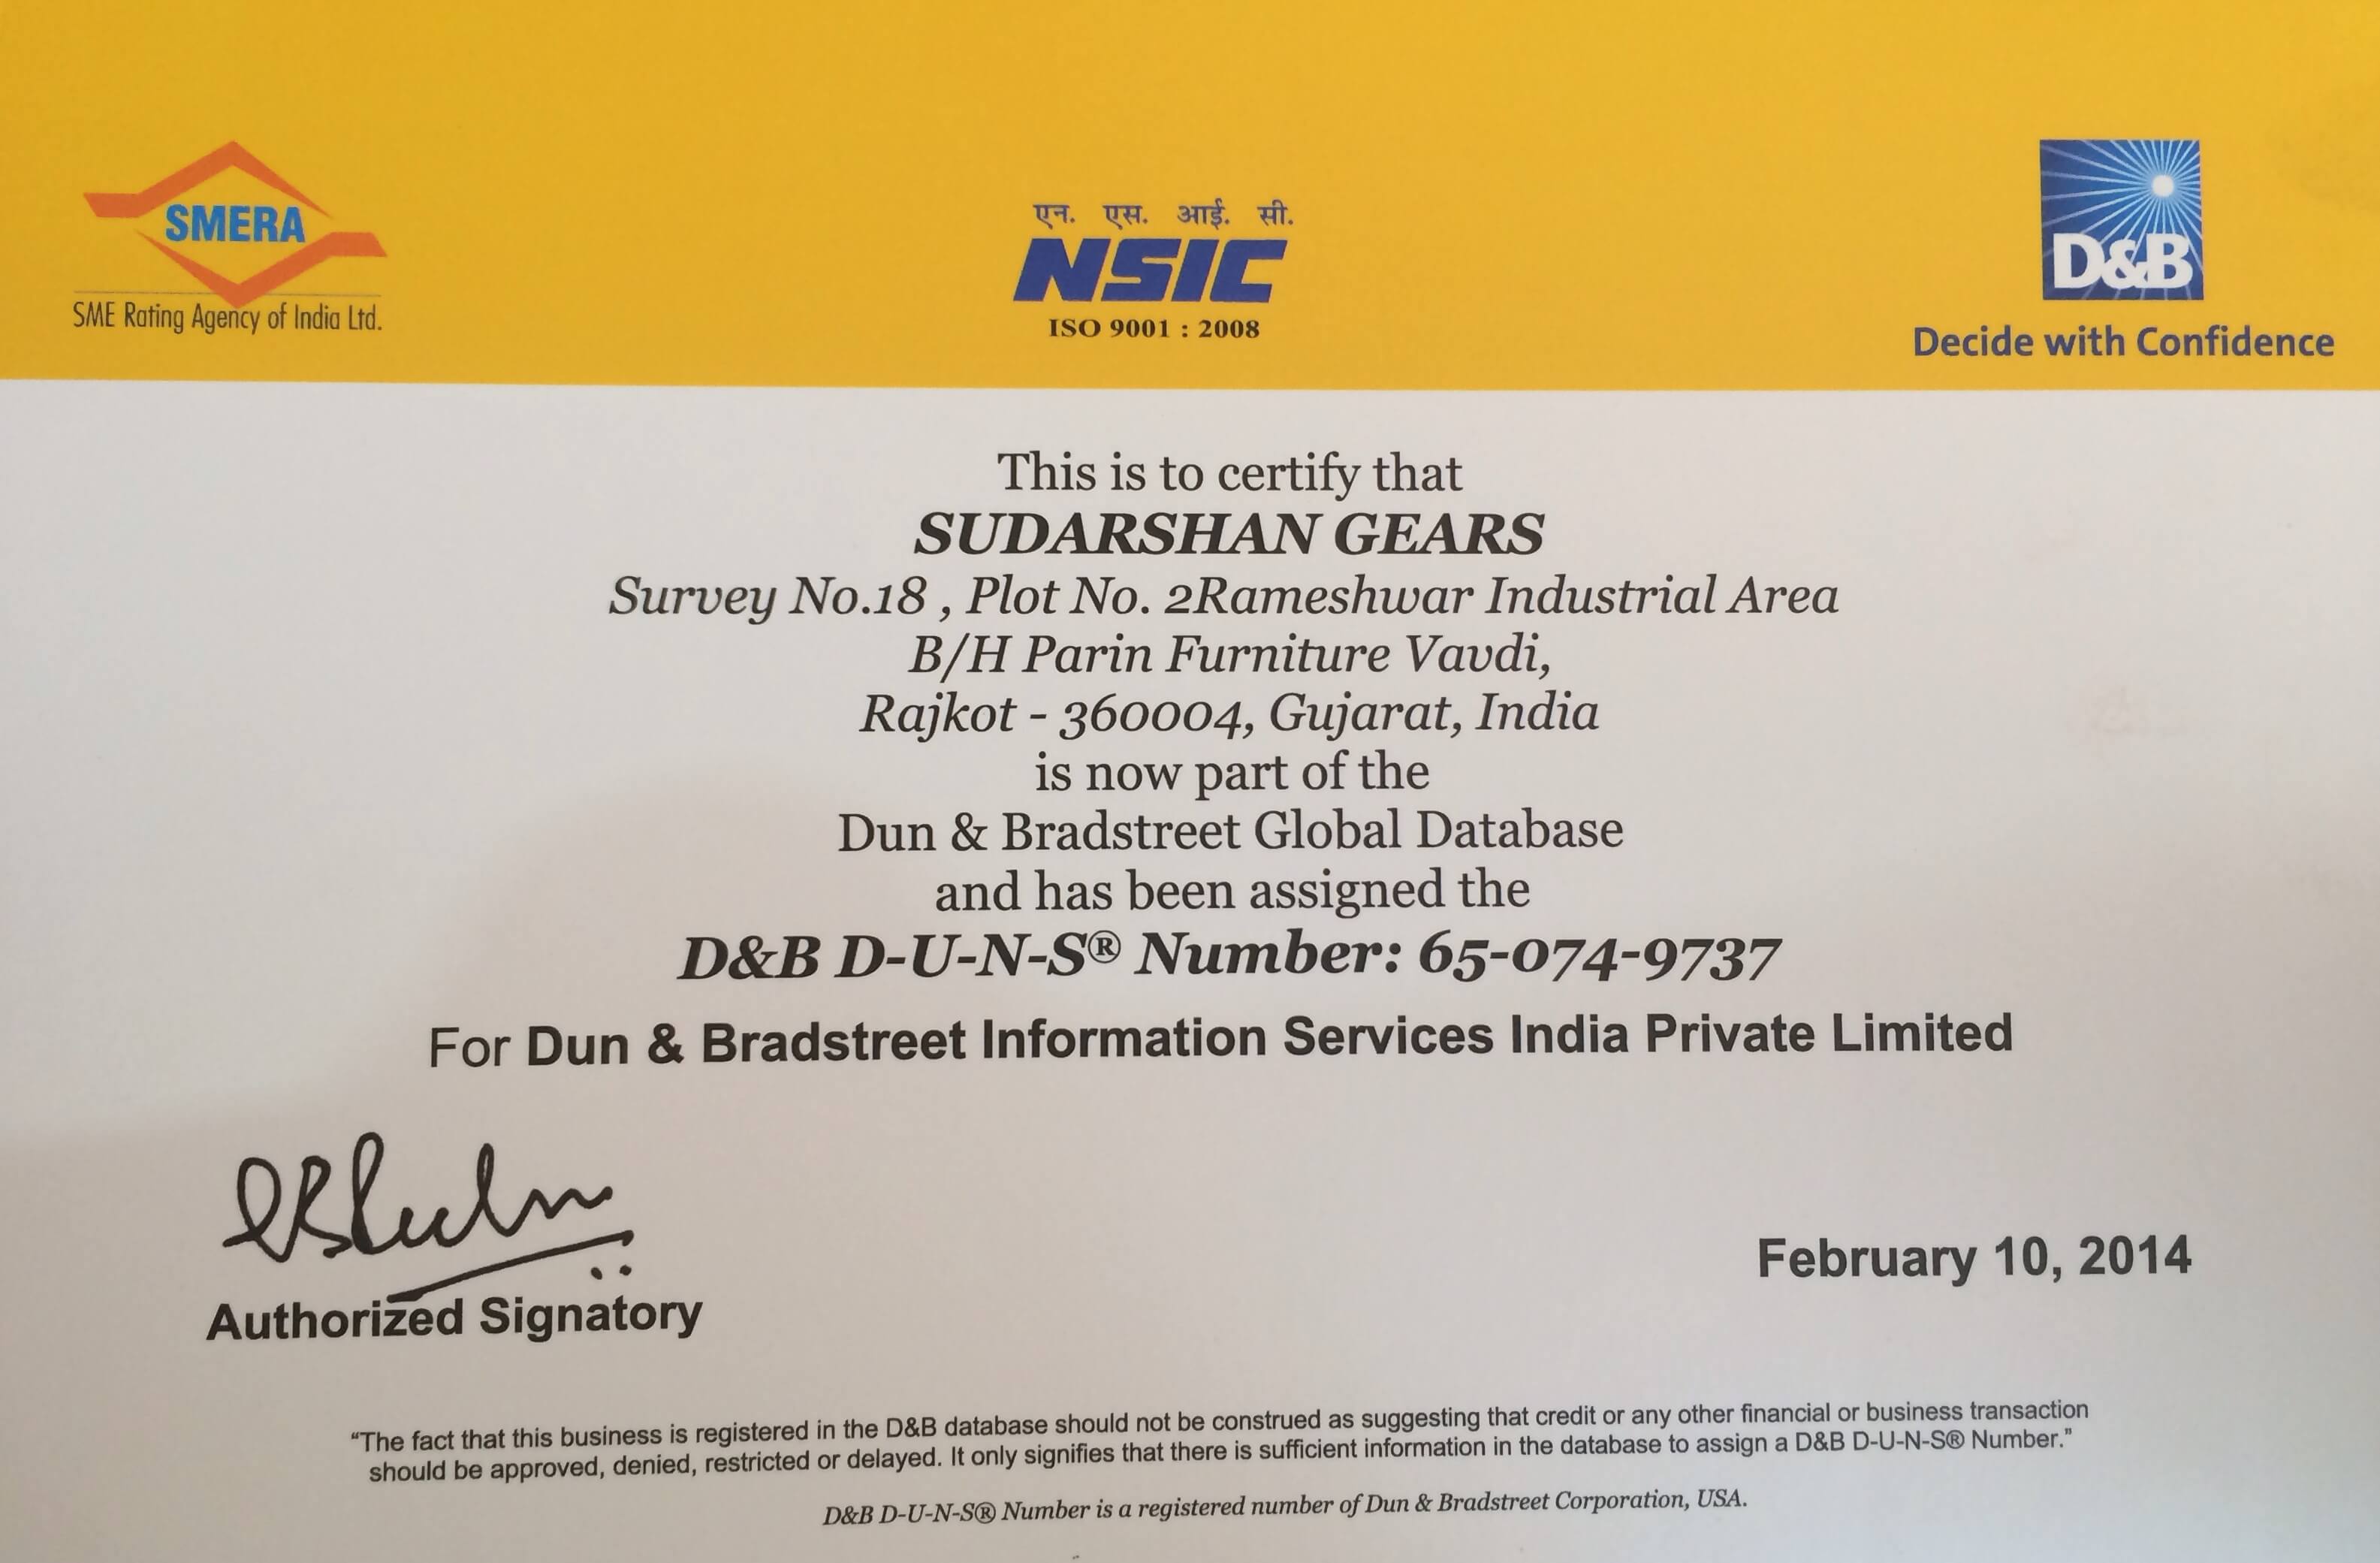 SMERA
SME Rating Agency of India Ltd.
एन. एस. आई. सी.
NSIC
ISO 9001 : 2008
D&B
Decide with Confidence
This is to certify that
SUDARSHAN GEARS
Survey No.18 , Plot No. 2Rameshwar Industrial Area
B/H Parin Furniture Vavdi,
Rajkot - 360004, Gujarat, India
is now part of the
Dun & Bradstreet Global Database
and has been assigned the
D&B D-U-N-S® Number: 65-074-9737
For Dun & Bradstreet Information Services India Private Limited
Authorized Signatory
February 10, 2014
“The fact that this business is registered in the D&B database should not be construed as suggesting that credit or any other financial or business transaction
should be approved, denied, restricted or delayed. It only signifies that there is sufficient information in the database to assign a D&B D-U-N-S® Number.”
D&B D-U-N-S® Number is a registered number of Dun & Bradstreet Corporation, USA.